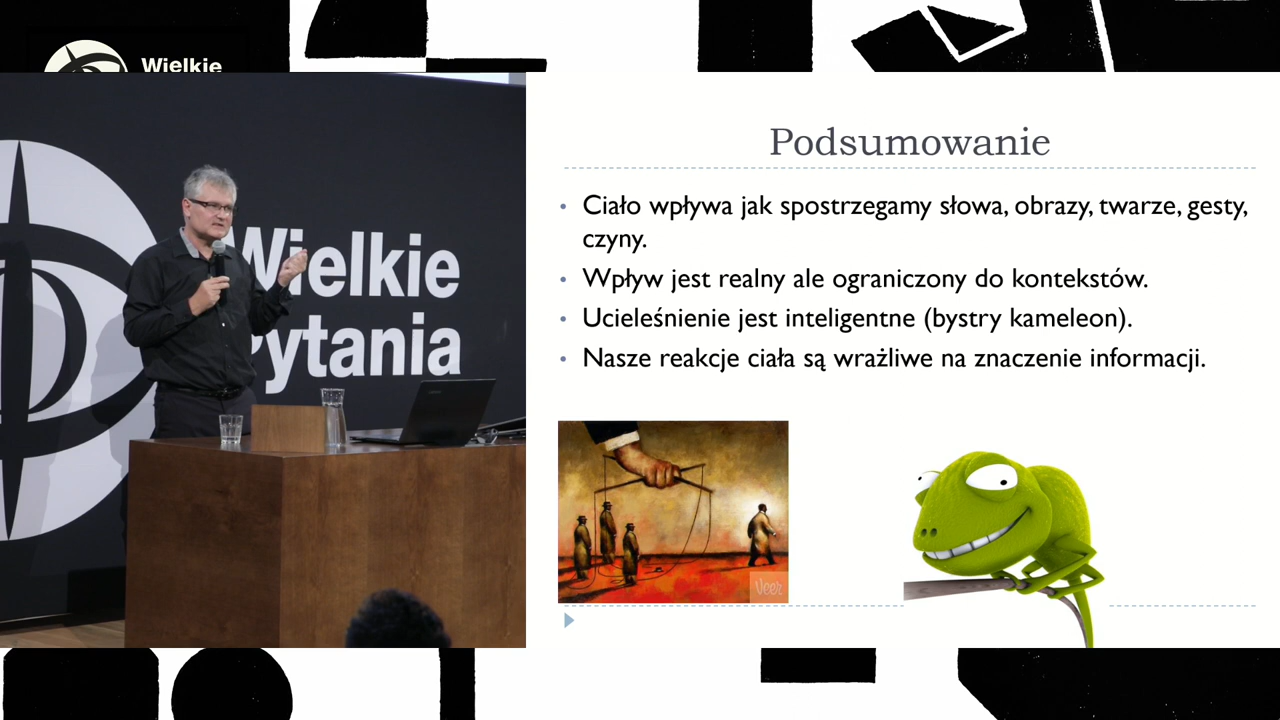 Wielkie
Wielkie
Pytania
Podsumowanie
• Ciało wpływa jak spostrzegamy słowa, obrazy, twarze, gesty,
czyny.
• Wpływ jest realny ale ograniczony do kontekstów.
• Ucieleśnienie jest inteligentne (bystry kameleon).
• Nasze reakcje ciała są wrażliwe na znaczenie informacji.
Veer